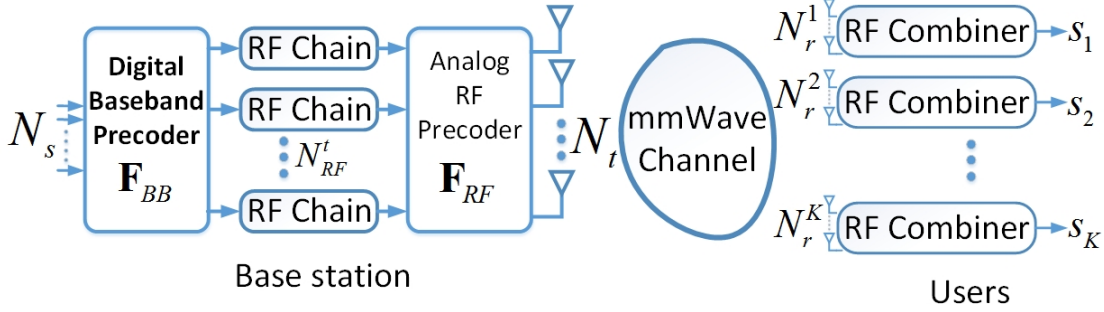 N_s
Digital
Baseband
Precoder
F_BB
RF Chain
RF Chain
N_RF^t
RF Chain
Analog
RF
Precoder
F_RF
N_t
Base station
mmWave
Channel
N_r^1
RF Combiner
s_1
N_r^2
RF Combiner
s_2
N_r^K
RF Combiner
s_K
Users